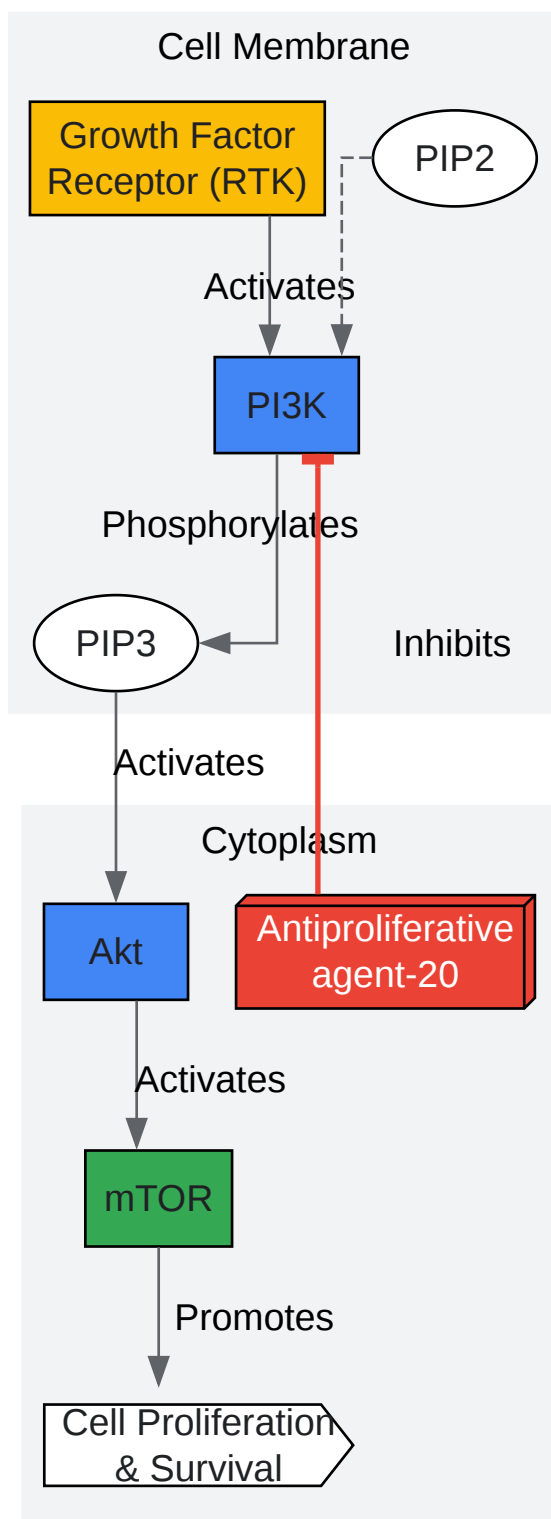 Cell Membrane
Growth Factor
Receptor (RTK)
PIP2
Activates
PI3K
Phosphorylates
PIP3
Inhibits
Activates
Cytoplasm
Akt
Antiproliferative
agent-20
Activates
mTOR
Promotes
Cell Proliferation
& Survival